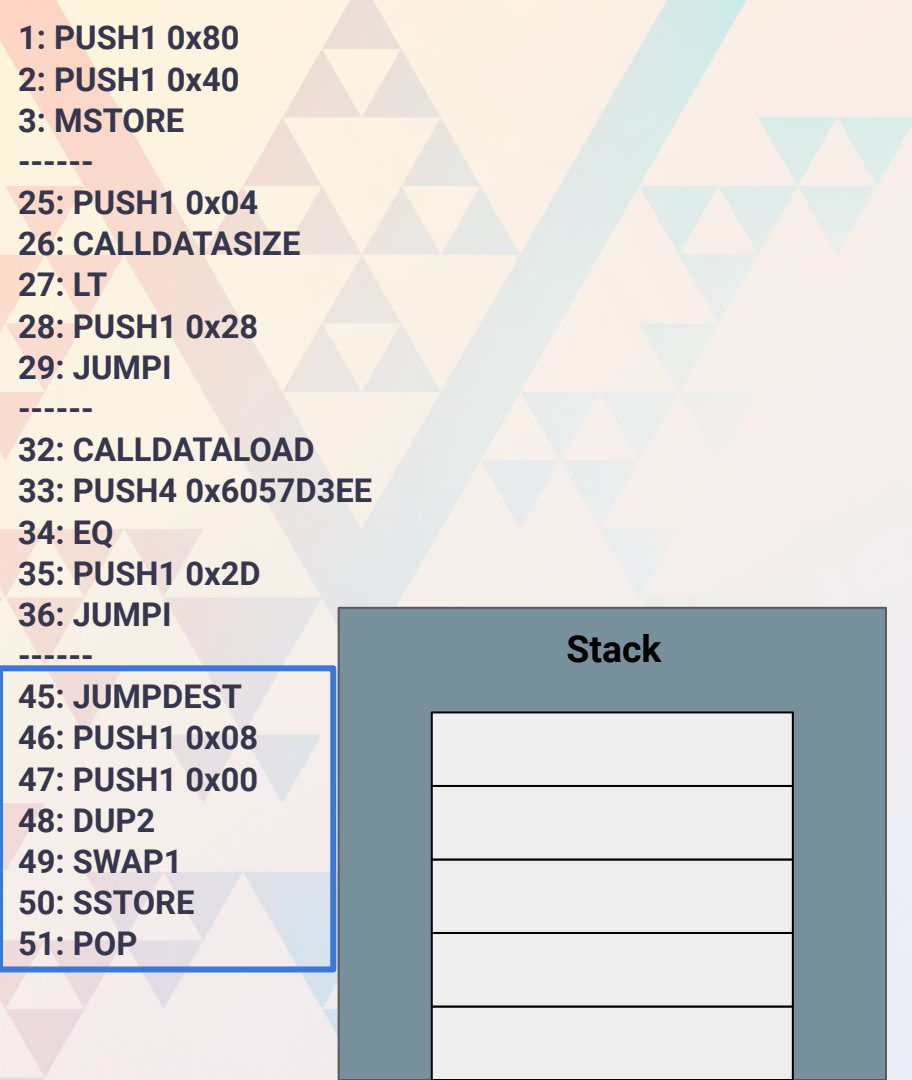 1: PUSH1 0x80
2: PUSH1 0x40
3: MSTORE
------
25: PUSH1 0x04
26: CALLDATASIZE
27: LT
28: PUSH1 0x28
29: JUMPI
------
32: CALLDATALOAD
33: PUSH4 0x6057D3EE
34: EQ
35: PUSH1 0x2D
36: JUMPI
------
45: JUMPDEST
46: PUSH1 0x08
47: PUSH1 0x00
48: DUP2
49: SWAP1
50: SSTORE
51: POP
Stack